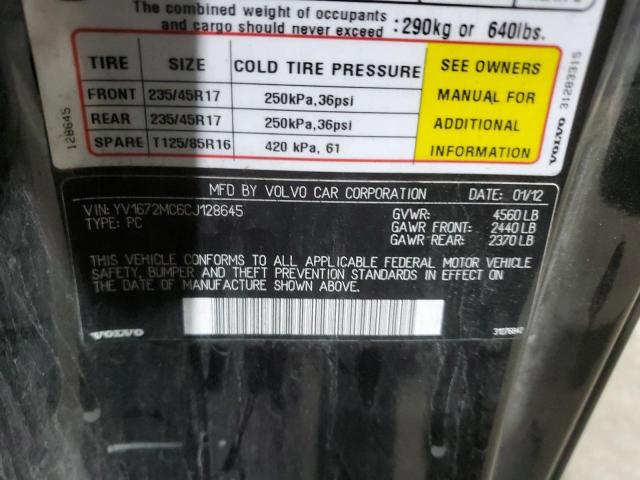 The combined weight of occupants
and cargo should never exceed :290kg or 640lbs.
TIRE SIZE COLD TIRE PRESSURE SEE OWNERS
FRONT 235/45R17 250kPa,36psi MANUAL FOR
REAR 235/45R17 250kPa,36psi ADDITIONAL
SPARE T125/85R16 420 kPa, 61 INFORMATION
128645
VOLVO 31283315
MFD BY VOLVO CAR CORPORATION DATE: 01/12
VIN: YV1672MC6CJ128645 GVWR: 4560 LB
TYPE: PC GAWR FRONT: 2440 LB
GAWR REAR: 2370 LB
THIS VEHICLE CONFORMS TO ALL APPLICABLE FEDERAL MOTOR VEHICLE
SAFETY, BUMPER AND THEFT PREVENTION STANDARDS IN EFFECT ON
THE DATE OF MANUFACTURE SHOWN ABOVE.
VOLVO